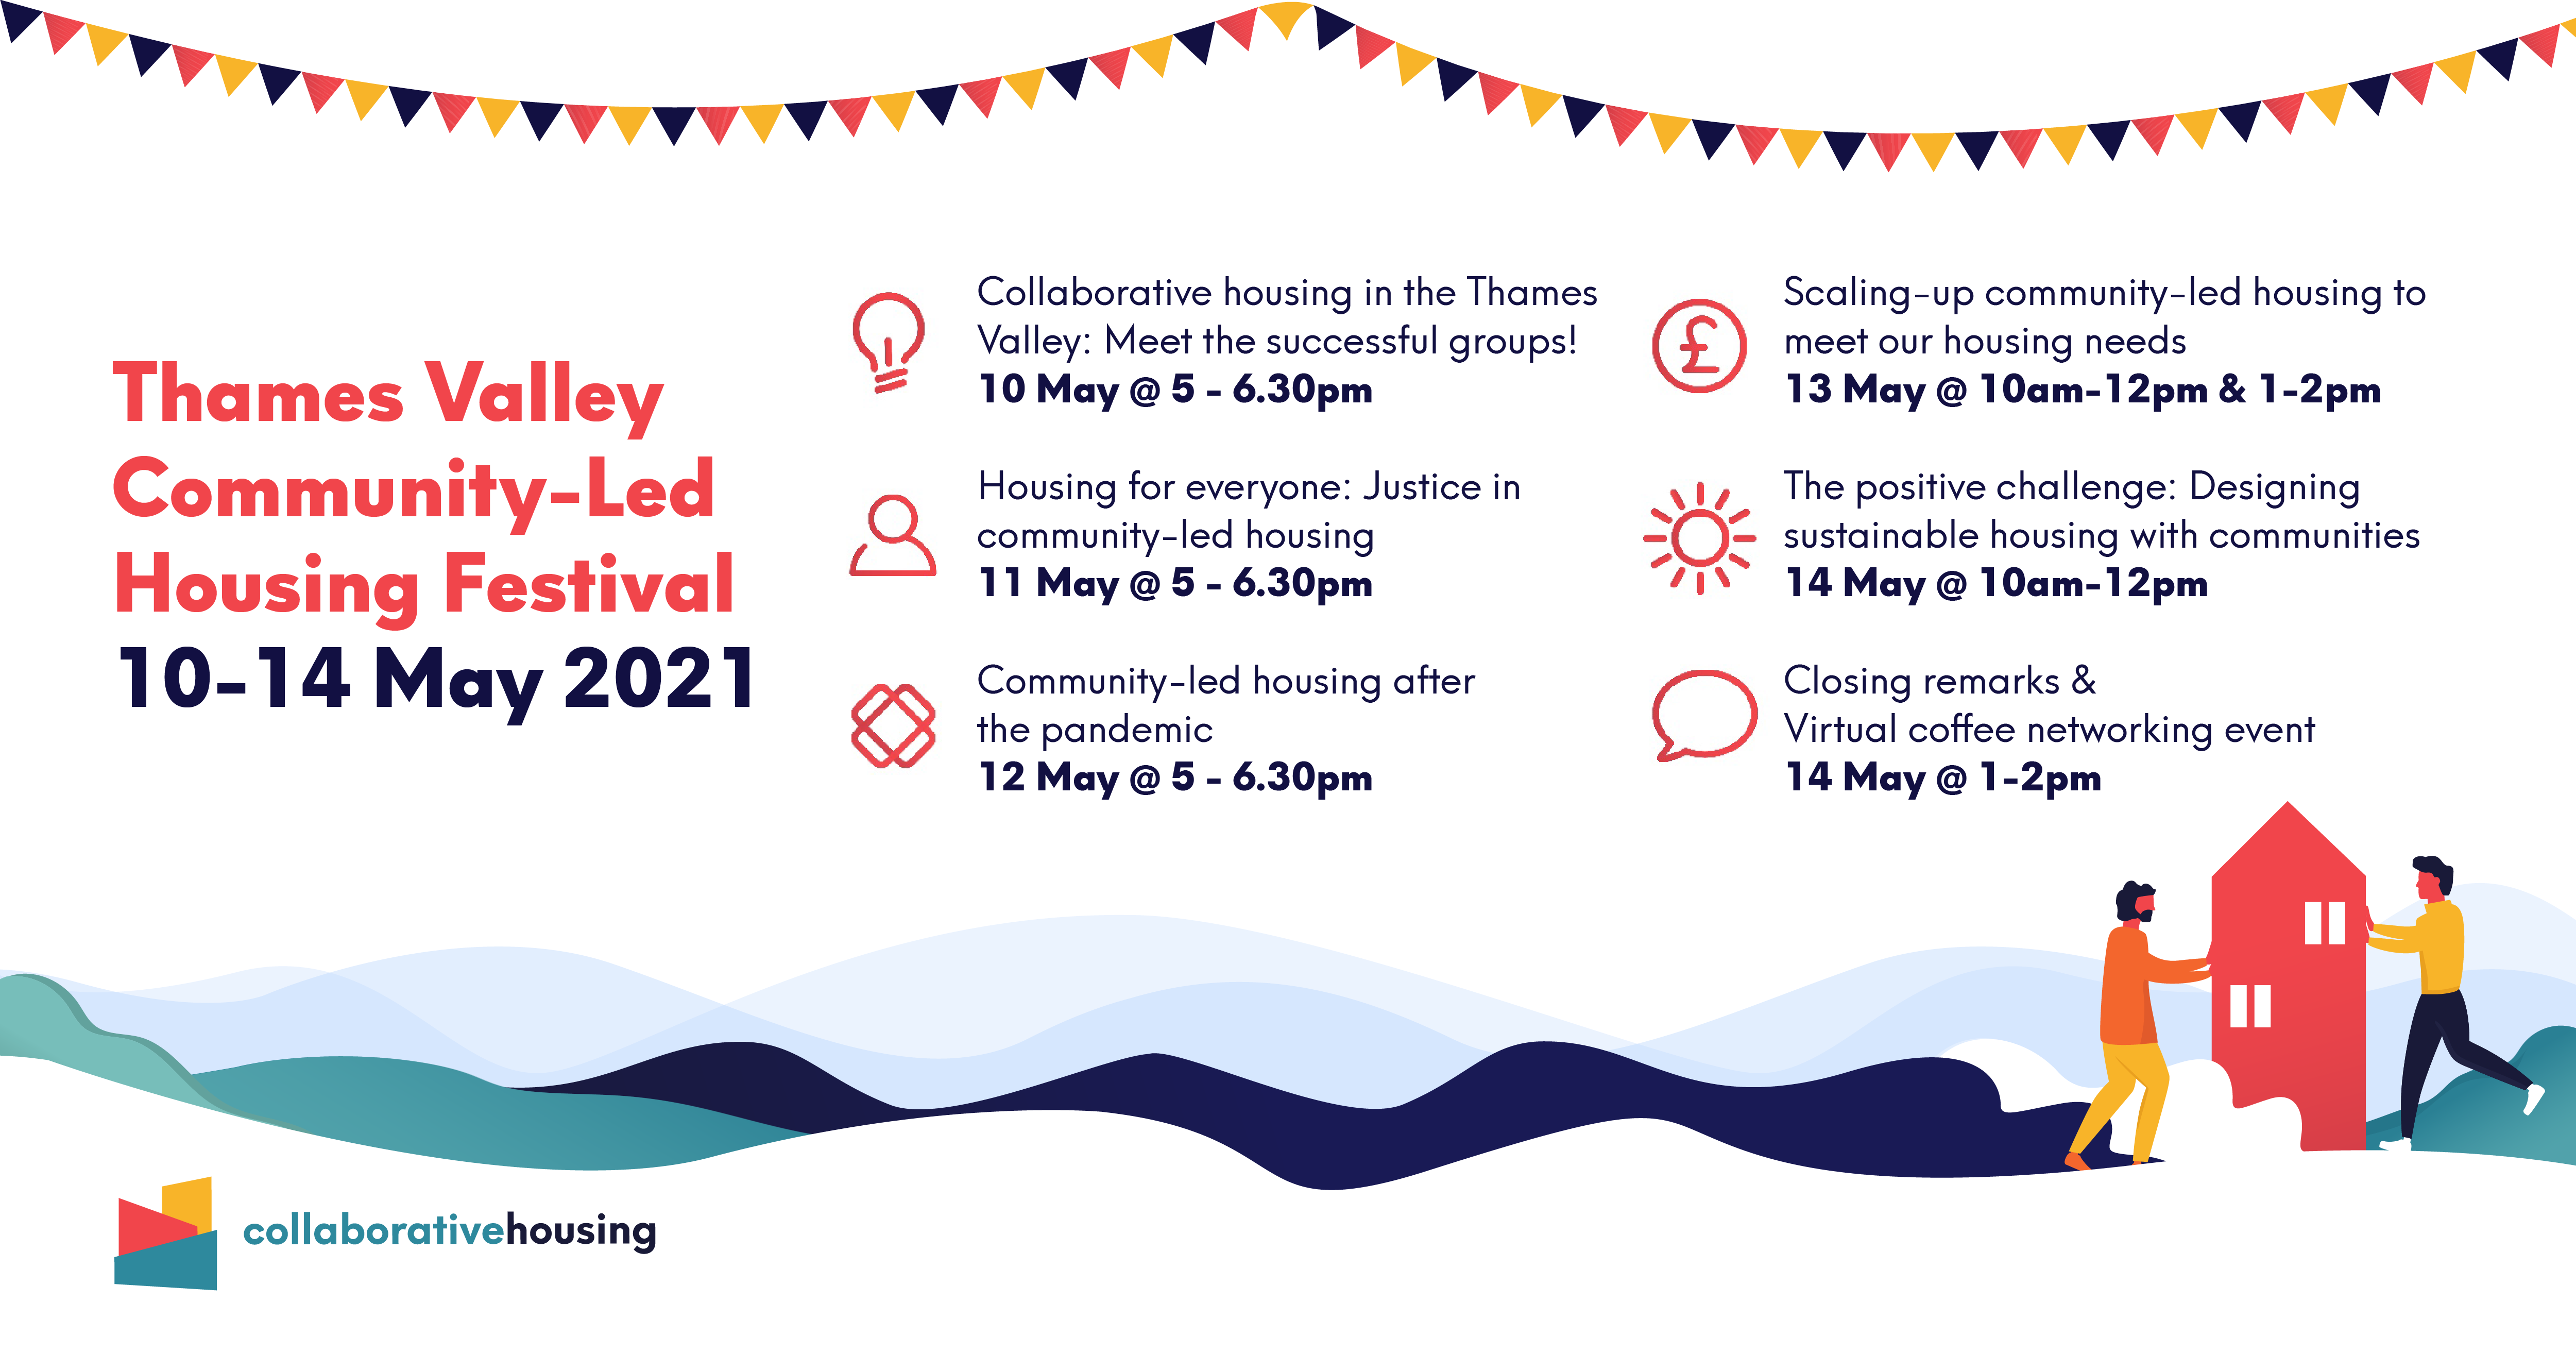 Thames Valley
Community-Led
Housing Festival
10-14 May 2021
Collaborative housing in the Thames
Valley: Meet the successful groups!
10 May @ 5 - 6.30pm
Housing for everyone: Justice in
community-led housing
11 May @ 5 - 6.30pm
Community-led housing after
the pandemic
12 May @ 5 - 6.30pm
£
Scaling-up community-led housing to
meet our housing needs
13 May @ 10am-12pm & 1-2pm
The positive challenge: Designing
sustainable housing with communities
14 May @ 10am-12pm
Closing remarks &
Virtual coffee networking event
14 May @ 1-2pm
collaborativehousing